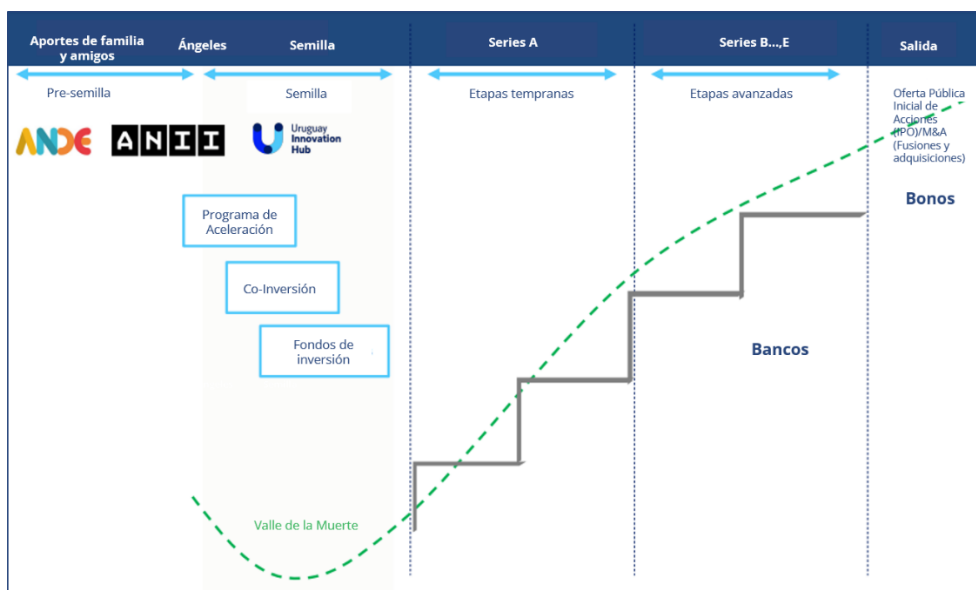 Aportes de familia
y amigos
Ángeles
Semilla
Series A
Series B...,E
Salida
Pre-semilla
Semilla
Etapas tempranas
Etapas avanzadas
Oferta Pública
Inicial de
Acciones
(IPO)/M&A
(Fusiones y
adquisiciones)
ANDE
ANII
Uruguay
Innovation
Hub
Bonos
Programa de
Aceleración
Co-Inversión
Fondos de
inversión
Bancos
Valle de la Muerte